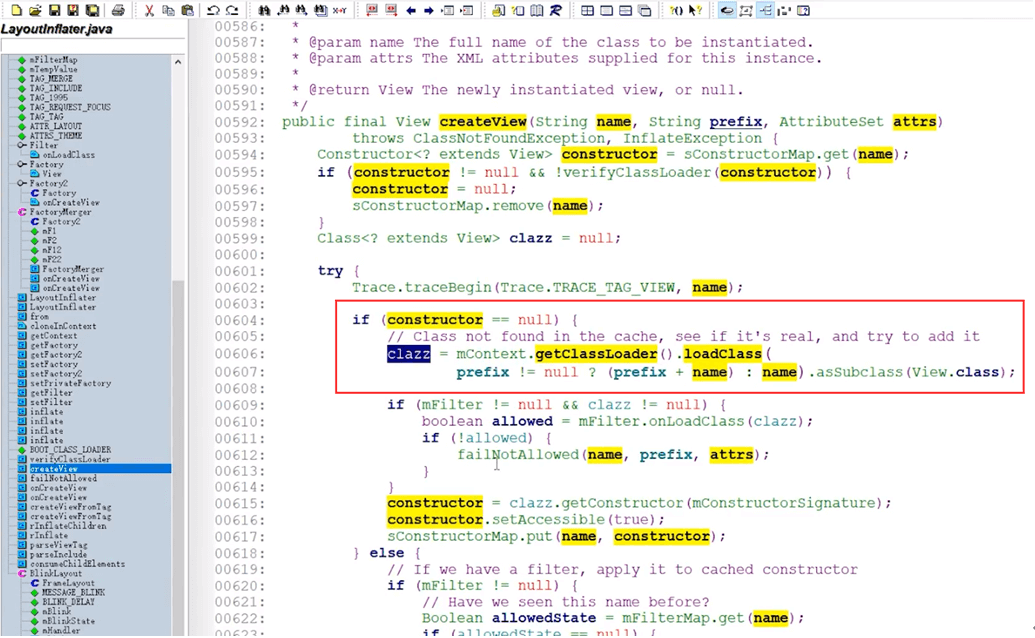 LayoutInflater.java
mFilterMap
mTempValue
TAG_MERGE
TAG_INCLUDE
TAG_1995
TAG_REQUEST_FOCUS
TAG_TAG
ATTR_LAYOUT
ATTRS_THEME
Filter
onLoadClass
Factory
View
Factory2
Factory
onCreateView
FactoryMerger
Factory2
mF1
mF2
mF12
mF22
FactoryMerger
onCreateView
onCreateView
LayoutInflater
LayoutInflater
from
cloneInContext
getContext
getFactory
getFactory2
setFactory
setFactory2
setPrivateFactory
getFilter
setFilter
inflate
inflate
inflate
inflate
BOOT_CLASS_LOADER
verifyClassLoader
createView
failNotAllowed
onCreateView
onCreateView
createViewFromTag
createViewFromTag
rInflateChildren
rInflate
parseViewTag
parseInclude
consumeChildElements
BlinkLayout
FrameLayout
MESSAGE_BLINK
BLINK_DELAY
mBlink
mBlinkState
mHandler
00586: *
00587: * @param name The full name of the class to be instantiated.
00588: * @param attrs The XML attributes supplied for this instance.
00589: *
00590: * @return View The newly instantiated view, or null.
00591: */
00592: public final View createView(String name, String prefix, AttributeSet attrs)
00593: throws ClassNotFoundException, InflateException {
00594: Constructor<? extends View> constructor = sConstructorMap.get(name);
00595: if (constructor != null && !verifyClassLoader(constructor)) {
00596: constructor = null;
00597: sConstructorMap.remove(name);
00598: }
00599: Class<? extends View> clazz = null;
00600:
00601: try {
00602: Trace.traceBegin(Trace.TRACE_TAG_VIEW, name);
00603:
00604: if (constructor == null) {
00605: // Class not found in the cache, see if it's real, and try to add it
00606: clazz = mContext.getClassLoader().loadClass(
00607: prefix != null ? (prefix + name) : name).asSubclass(View.class);
00608:
00609: if (mFilter != null && clazz != null) {
00610: boolean allowed = mFilter.onLoadClass(clazz);
00611: if (!allowed) {
00612: failNotAllowed(name, prefix, attrs);
00613: }
00614: }
00615: constructor = clazz.getConstructor(mConstructorSignature);
00616: constructor.setAccessible(true);
00617: sConstructorMap.put(name, constructor);
00618: } else {
00619: // If we have a filter, apply it to cached constructor
00620: if (mFilter != null) {
00621: // Have we seen this name before?
00622: Boolean allowedState = mFilterMap.get(name);
00623: if (allowedState == null) {